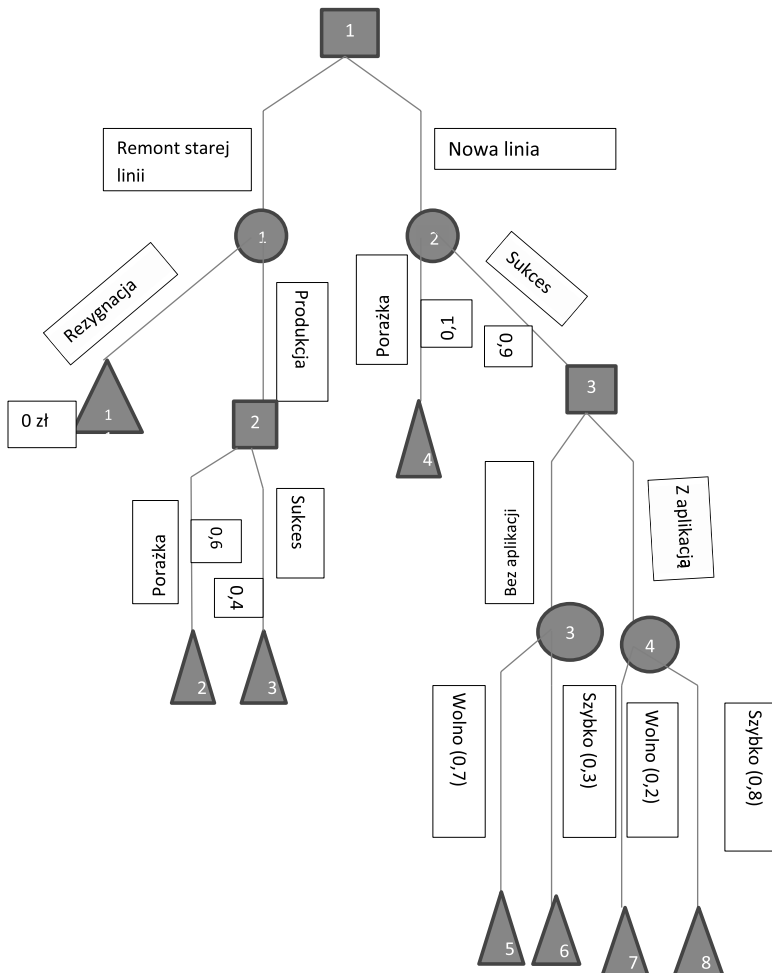 1
Remont starej
linii
Nowa linia
1
2
Rezygnacja
Produkcja
Porażka
0,1
0,9
Sukces
0 zł
1
2
3
4
Porażka
0,6
0,4
Sukces
Bez aplikacji
Z aplikacją
2
3
3
4
Wolno (0,7)
Szybko (0,3)
Wolno (0,2)
Szybko (0,8)
5
6
7
8